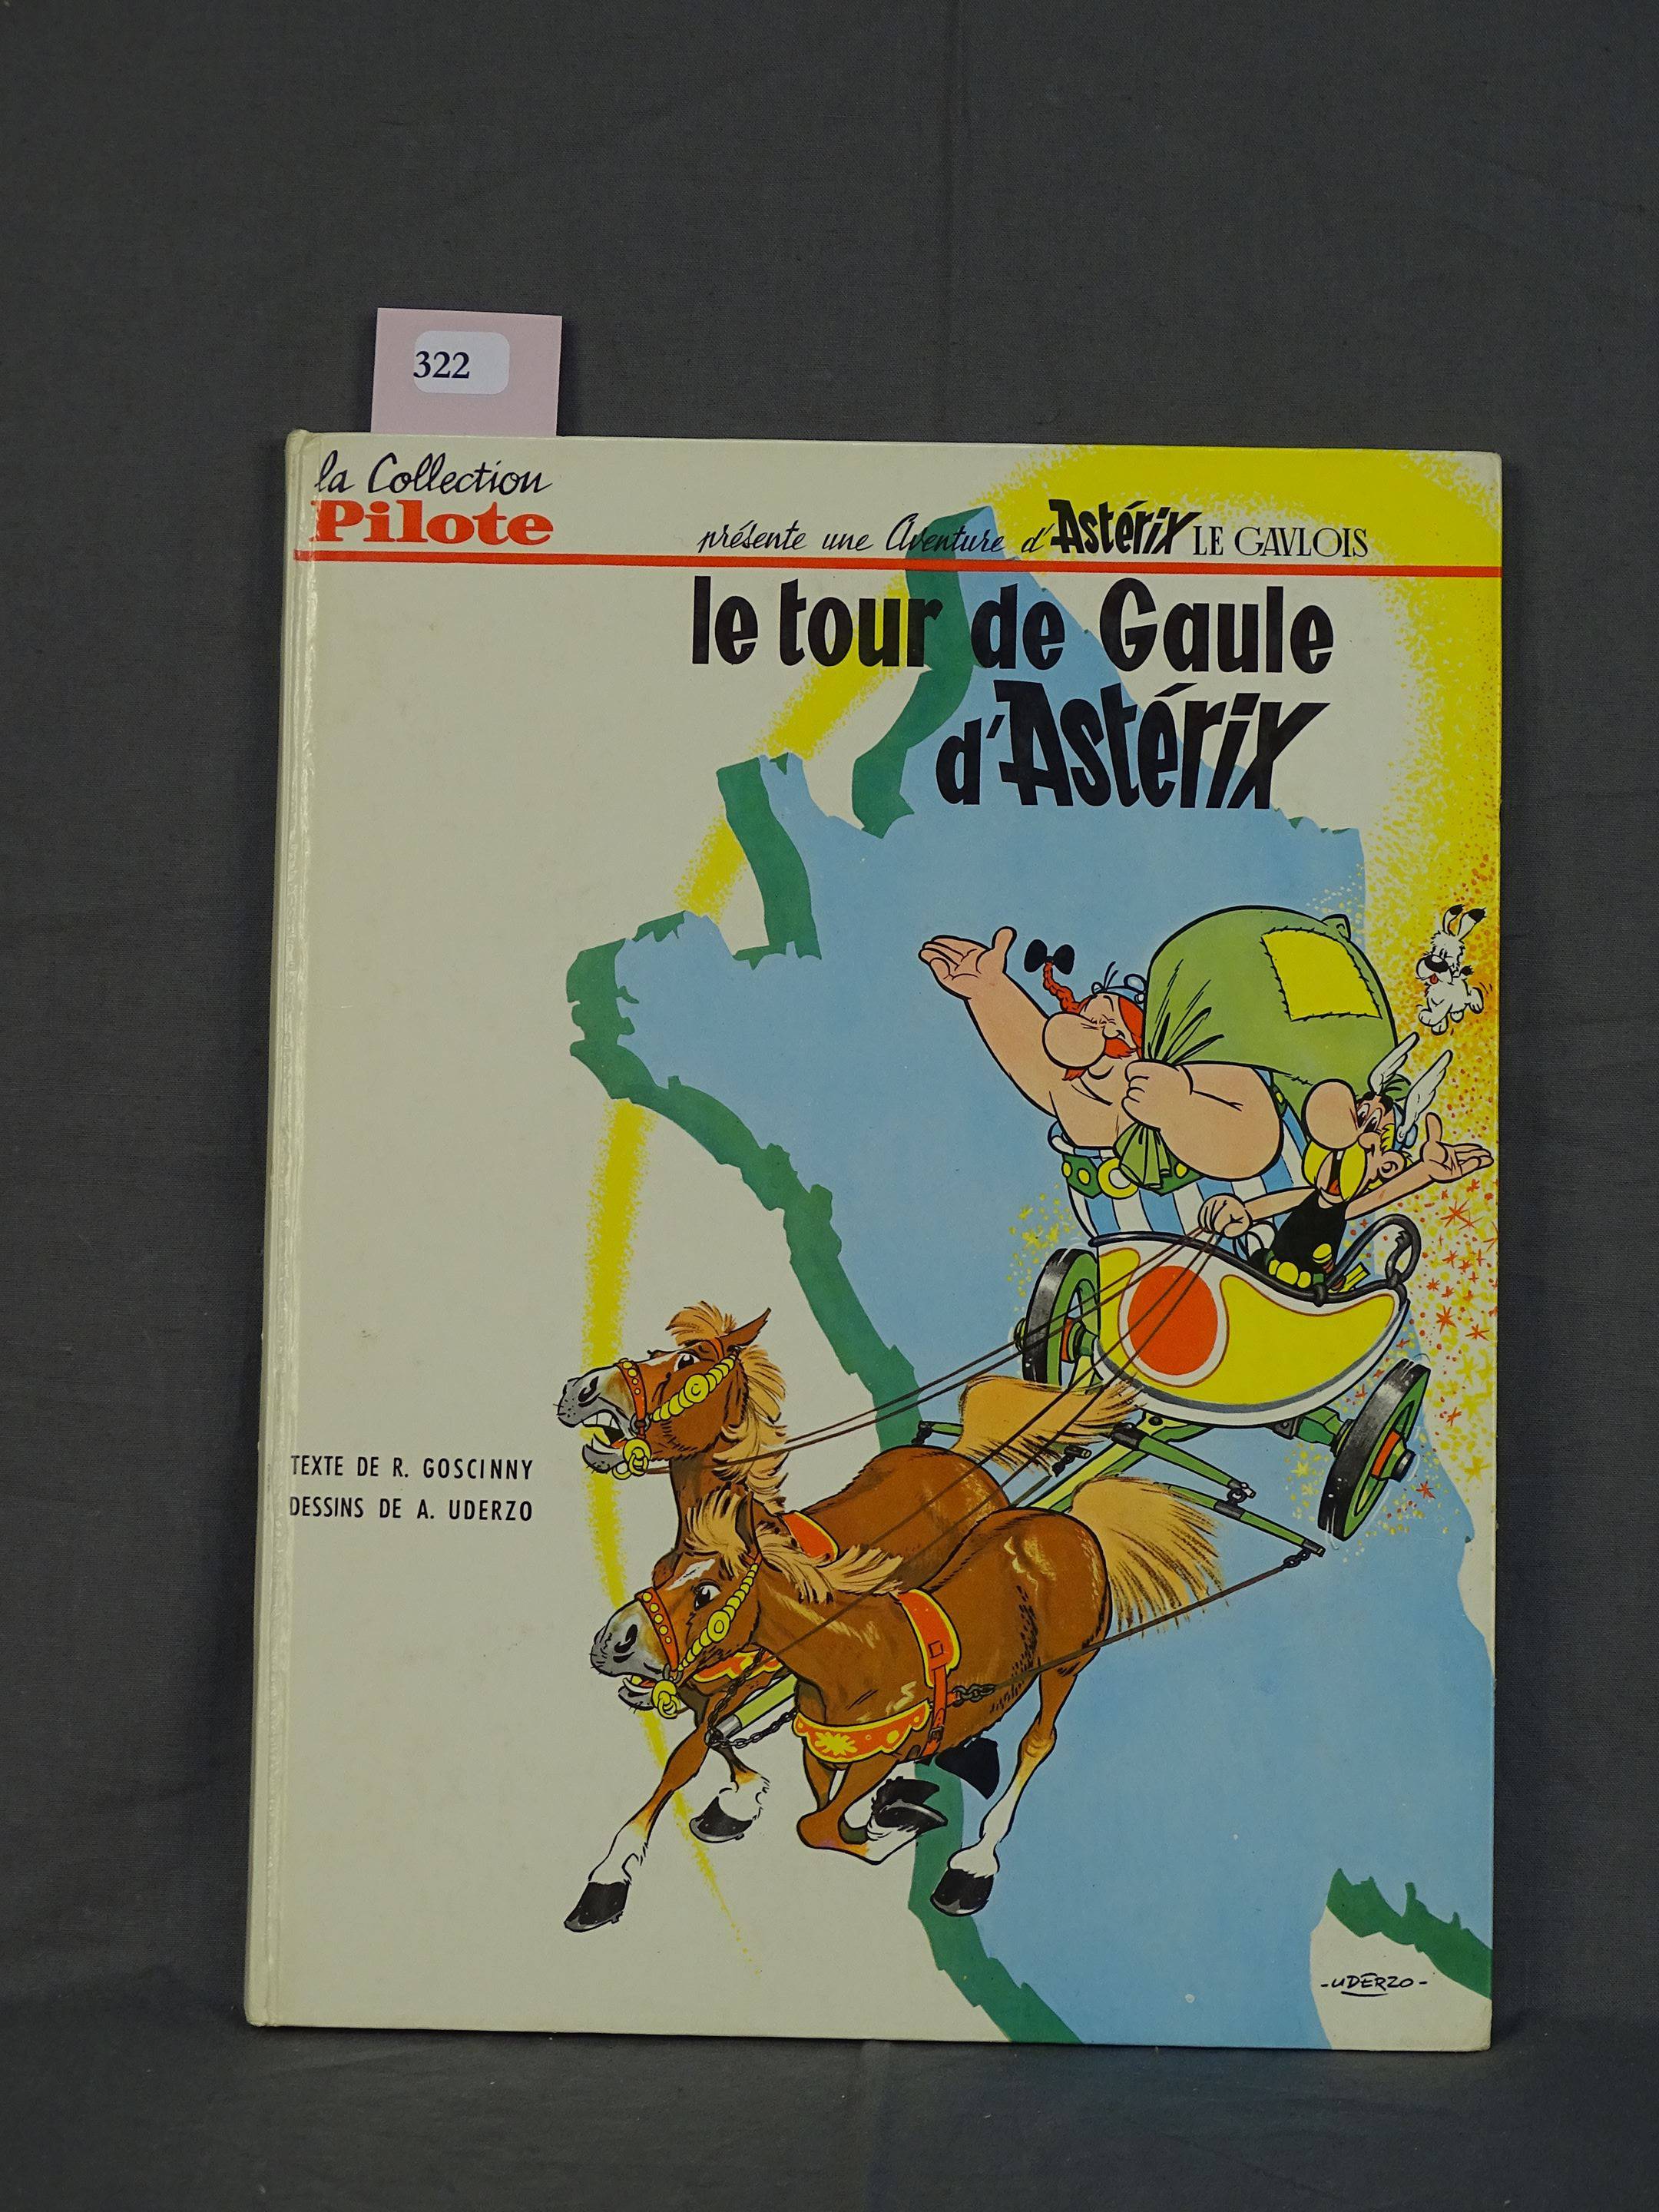 322
la Collection
Pilote
présente une Aventure d'Astérix LE GAVLOIS
le tour de Gaule
d'Astérix
TEXTE DE R. GOSCINNY
DESSINS DE A. UDERZO
-UDERZO-